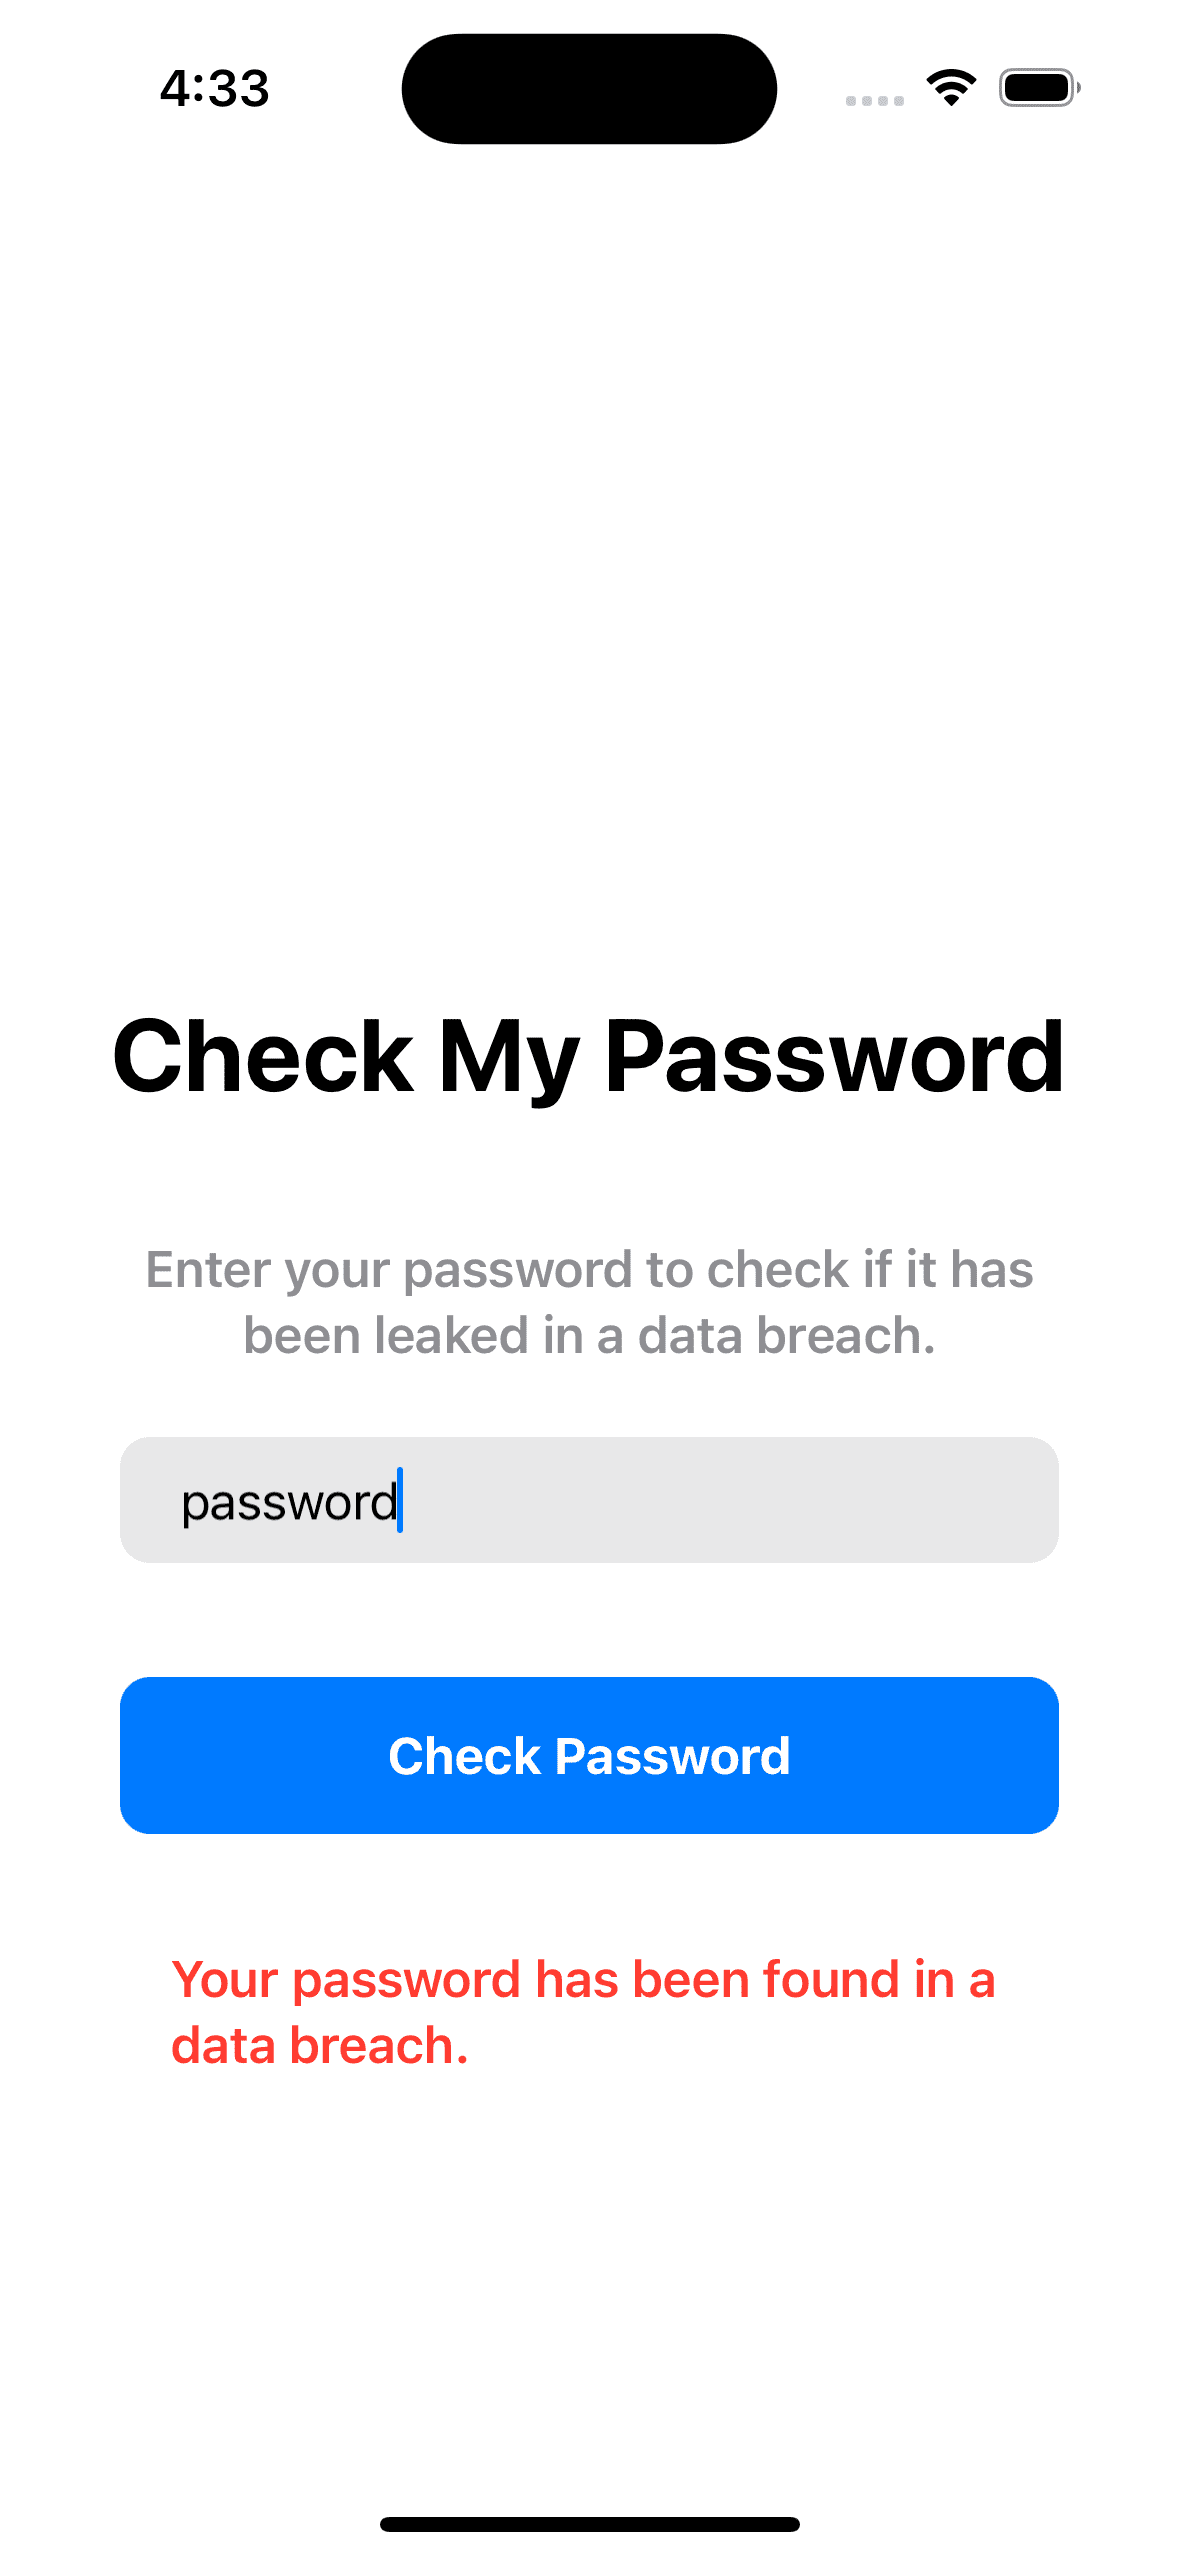 4:33
Check My Password
Enter your password to check if it has
been leaked in a data breach.
password
Check Password
Your password has been found in a
data breach.